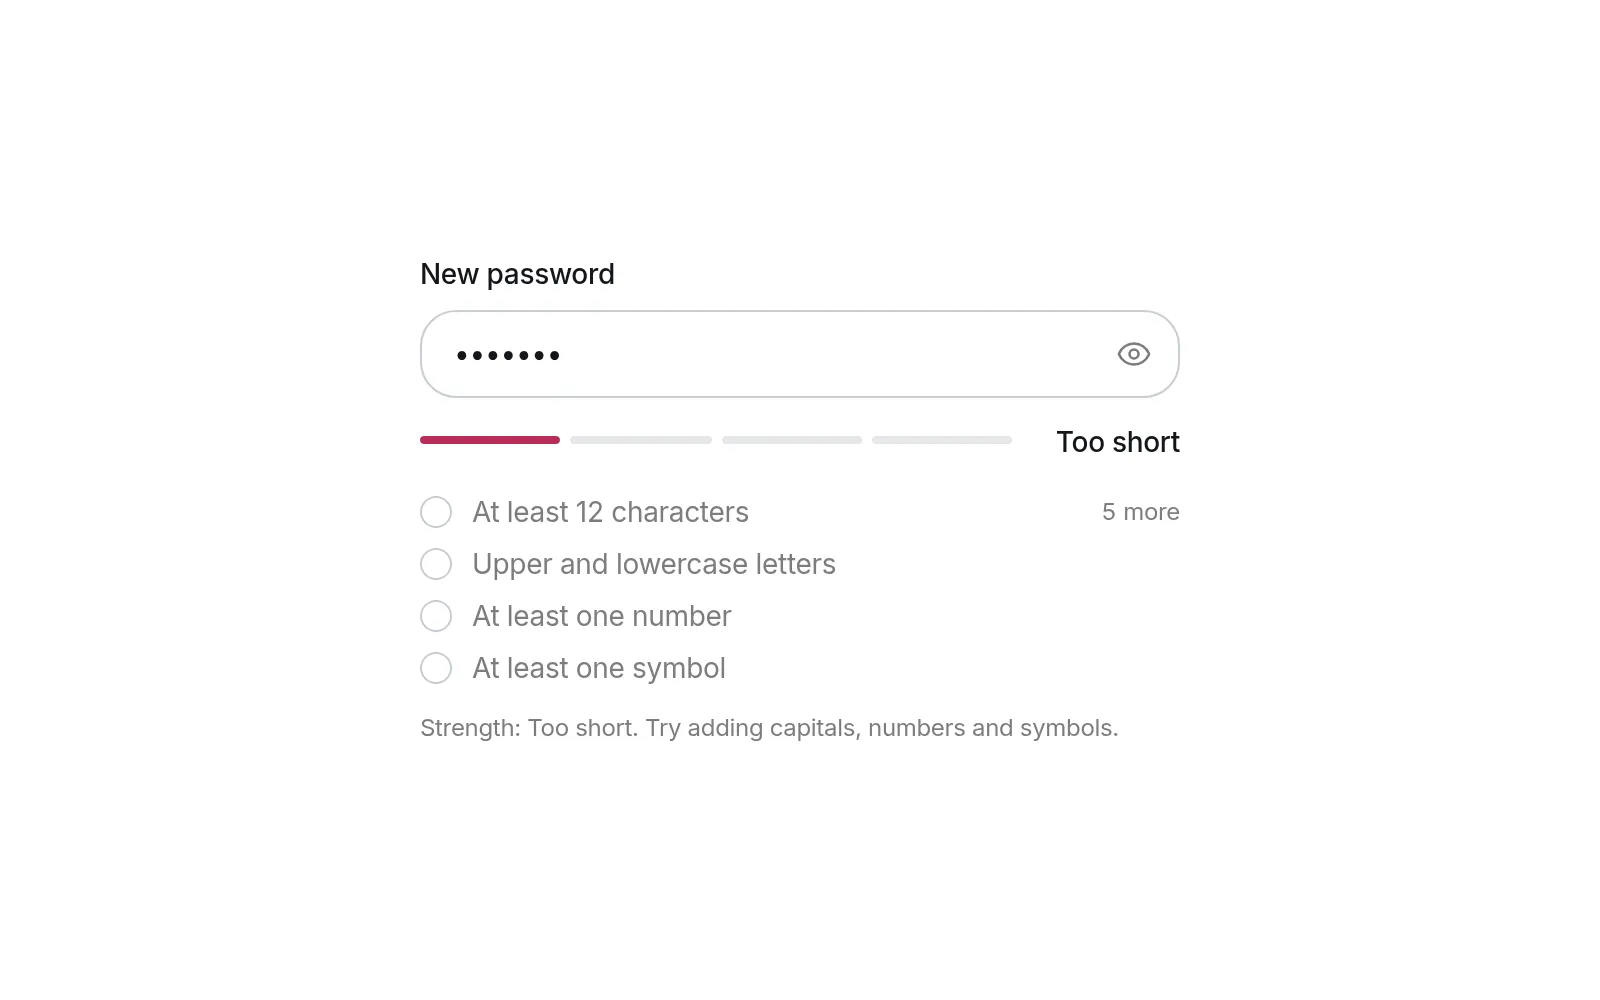 New password
•••••••
Too short
At least 12 characters
5 more
Upper and lowercase letters
At least one number
At least one symbol
Strength: Too short. Try adding capitals, numbers and symbols.